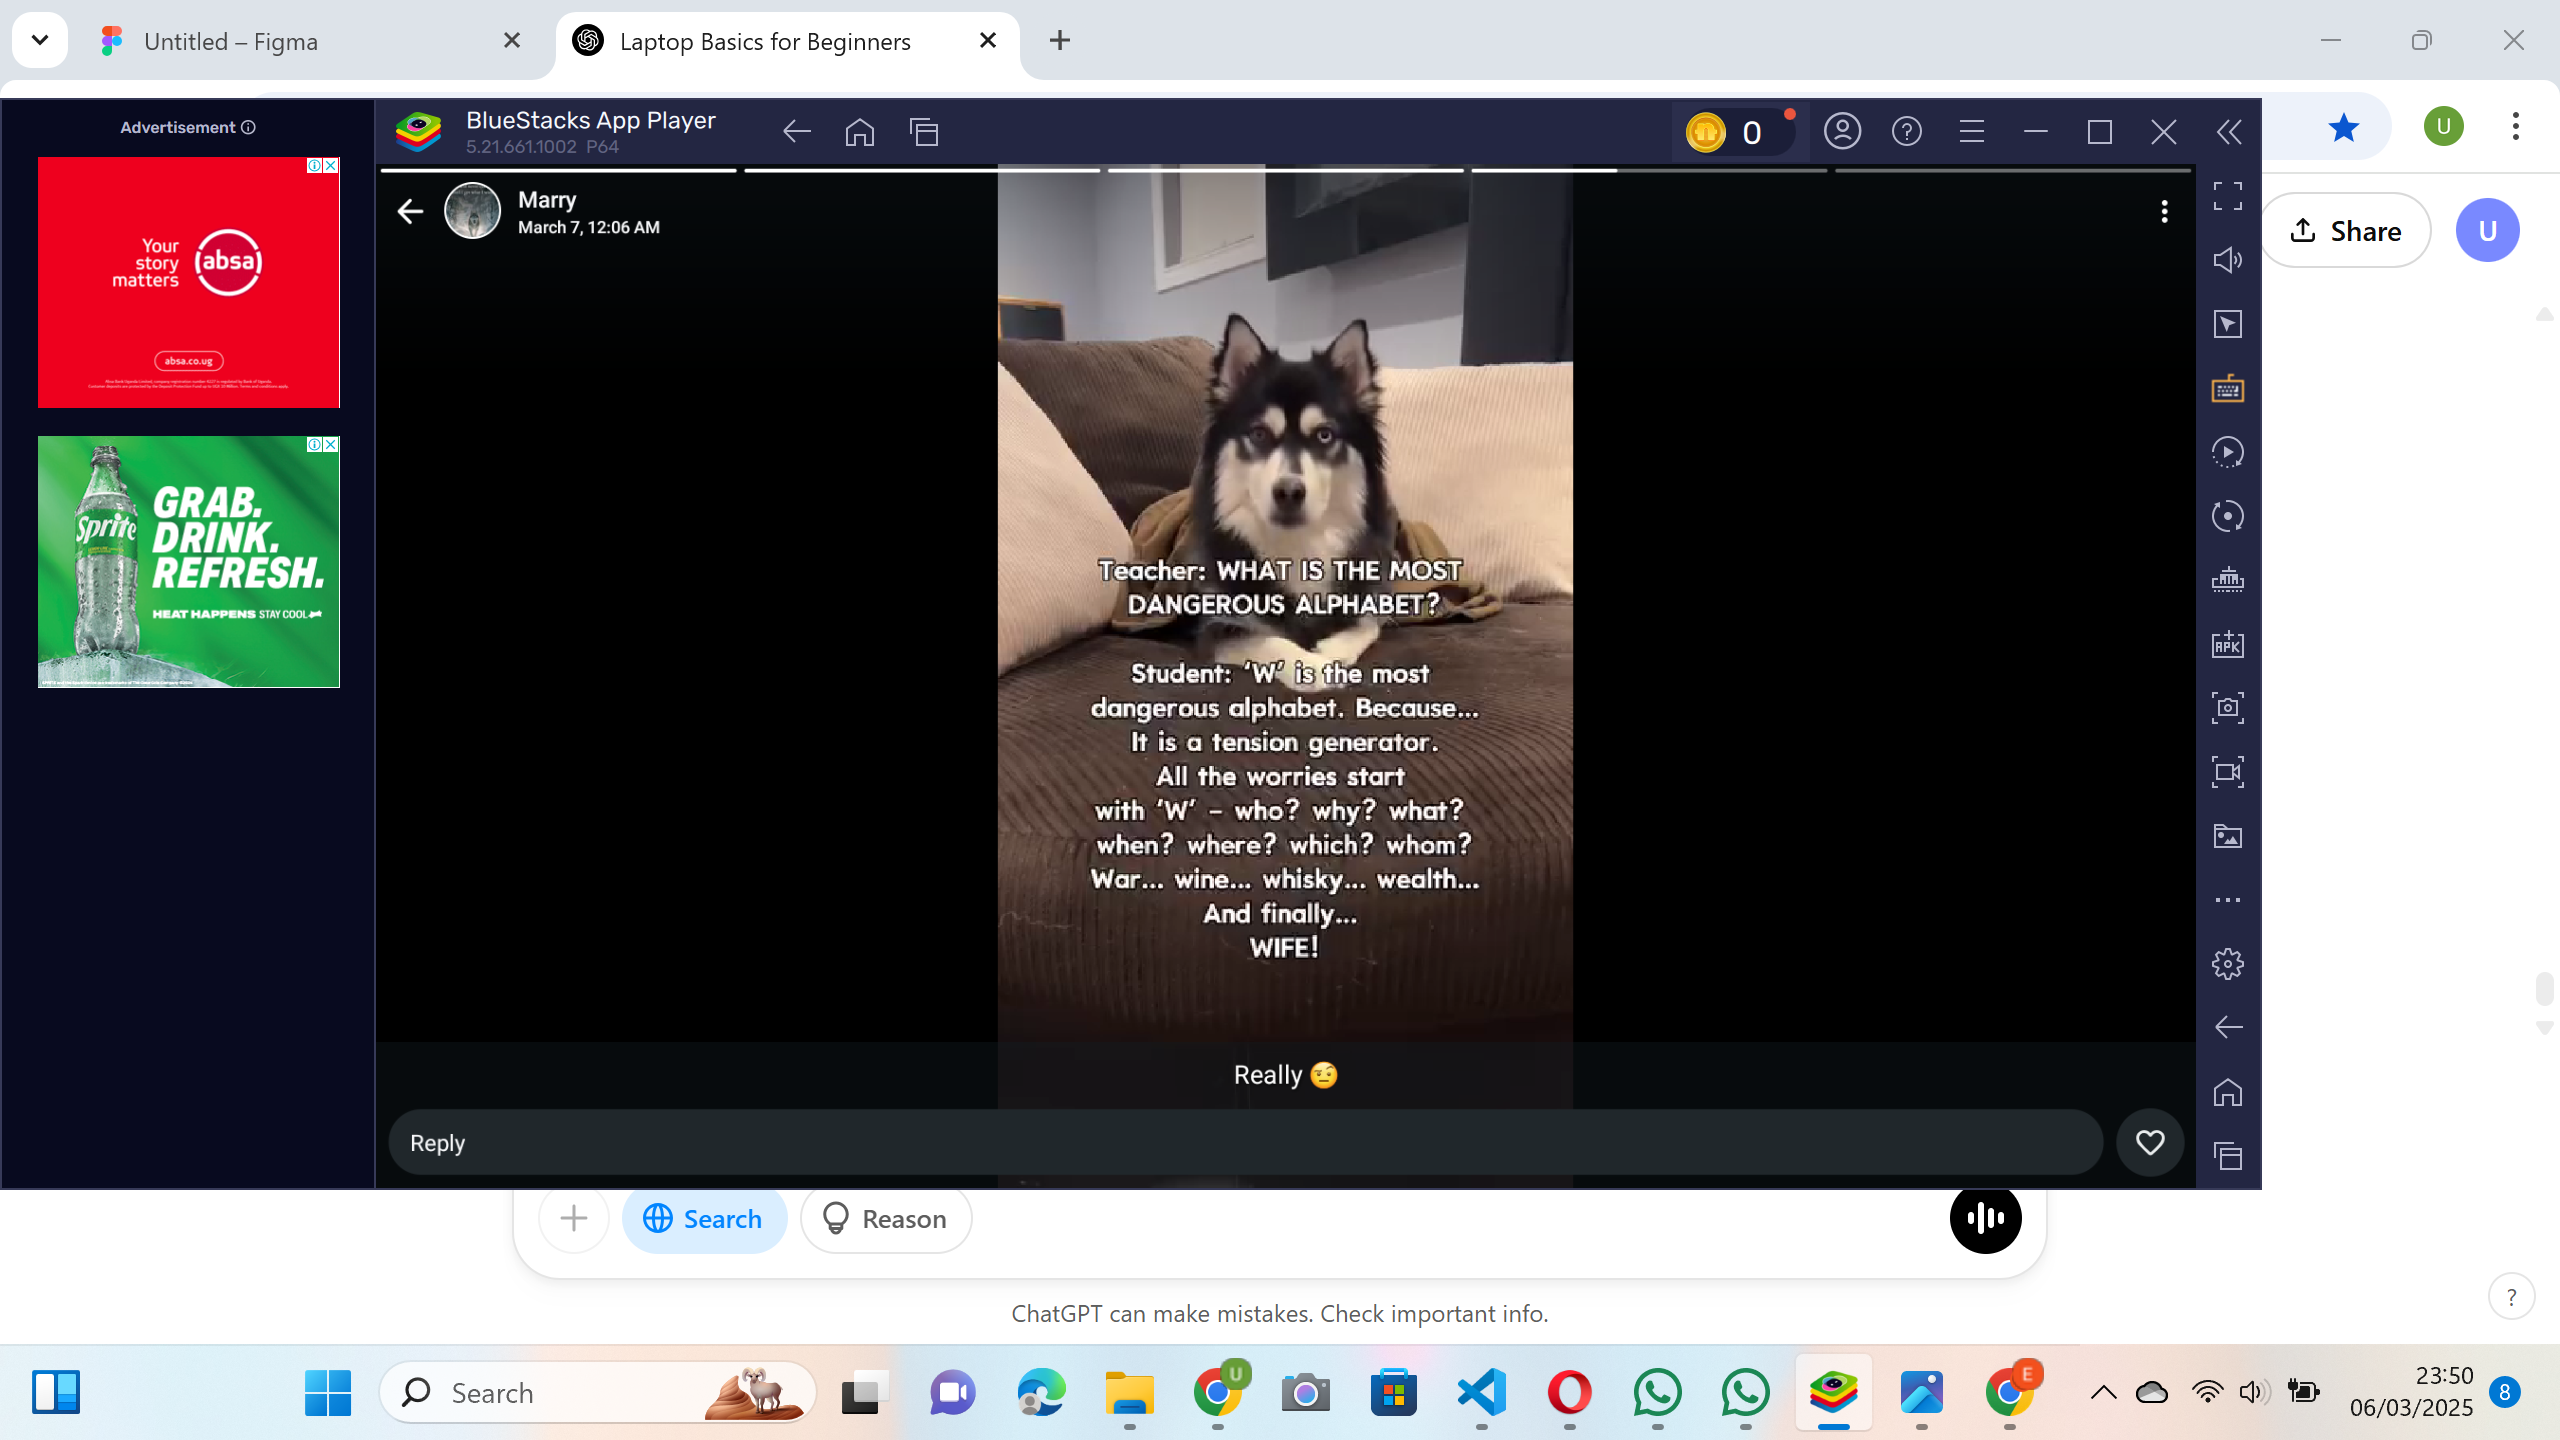 Untitled – Figma
Laptop Basics for Beginners
Advertisement
BlueStacks App Player
5.21.661.1002 P64
0
U
Your
story
matters
absa
absa.co.ug
Marry
March 7, 12:06 AM
Share
U
Sprite
GRAB.
DRINK.
REFRESH.
HEAT HAPPENS STAY COOL
Teacher: WHAT IS THE MOST
DANGEROUS ALPHABET?
Student: ‘W’ is the most
dangerous alphabet. Because...
It is a tension generator.
All the worries start
with ‘W’ – who? why? what?
when? where? which? whom?
War... wine... whisky... wealth...
And finally...
WIFE!
APK
Really 🤨
Reply
Search
Reason
ChatGPT can make mistakes. Check important info.
?
Search
U
E
23:50
06/03/2025
8